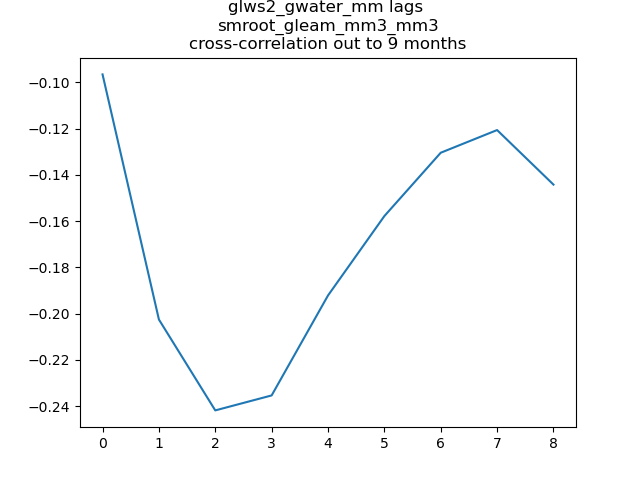 glws2_gwater_mm lags
smroot_gleam_mm3_mm3
cross-correlation out to 9 months
−0.10
−0.12
−0.14
−0.16
−0.18
−0.20
−0.22
−0.24
0 1 2 3 4 5 6 7 8